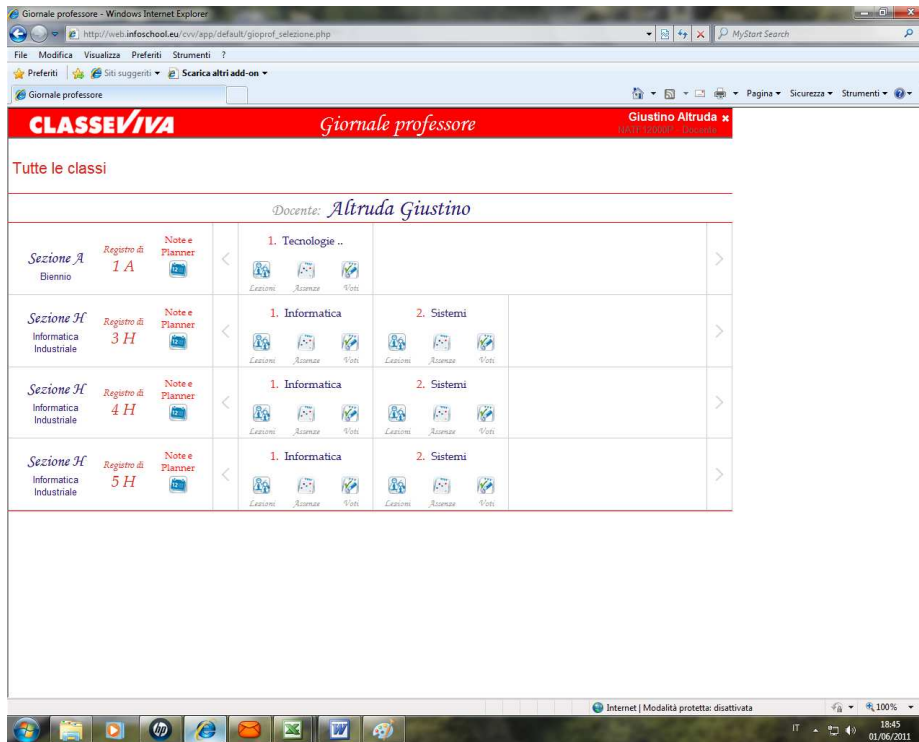 Giornale professore - Windows Internet Explorer
http://web.infoschool.eu/cvv/app/default/gioprof_selezione.php
MyStart Search
File Modifica Visualizza Preferiti Strumenti ?
Preferiti Siti suggeriti Scarica altri add-on
Giornale professore Pagina Sicurezza Strumenti
CLASSEVIVA Giornale professore Giustino Altruda x
Docente
Tutte le classi
Docente: Altruda Giustino
Sezione A Biennio
Registro di 1 A
Note e Planner
1. Tecnologie ..
Lezioni Assenze Voti
Sezione H Informatica Industriale
Registro di 3 H
Note e Planner
1. Informatica 2. Sistemi
Lezioni Assenze Voti Lezioni Assenze Voti
Sezione H Informatica Industriale
Registro di 4 H
Note e Planner
1. Informatica 2. Sistemi
Lezioni Assenze Voti Lezioni Assenze Voti
Sezione H Informatica Industriale
Registro di 5 H
Note e Planner
1. Informatica 2. Sistemi
Lezioni Assenze Voti Lezioni Assenze Voti
Internet | Modalità protetta: disattivata 100%
IT 18:45
01/06/2011